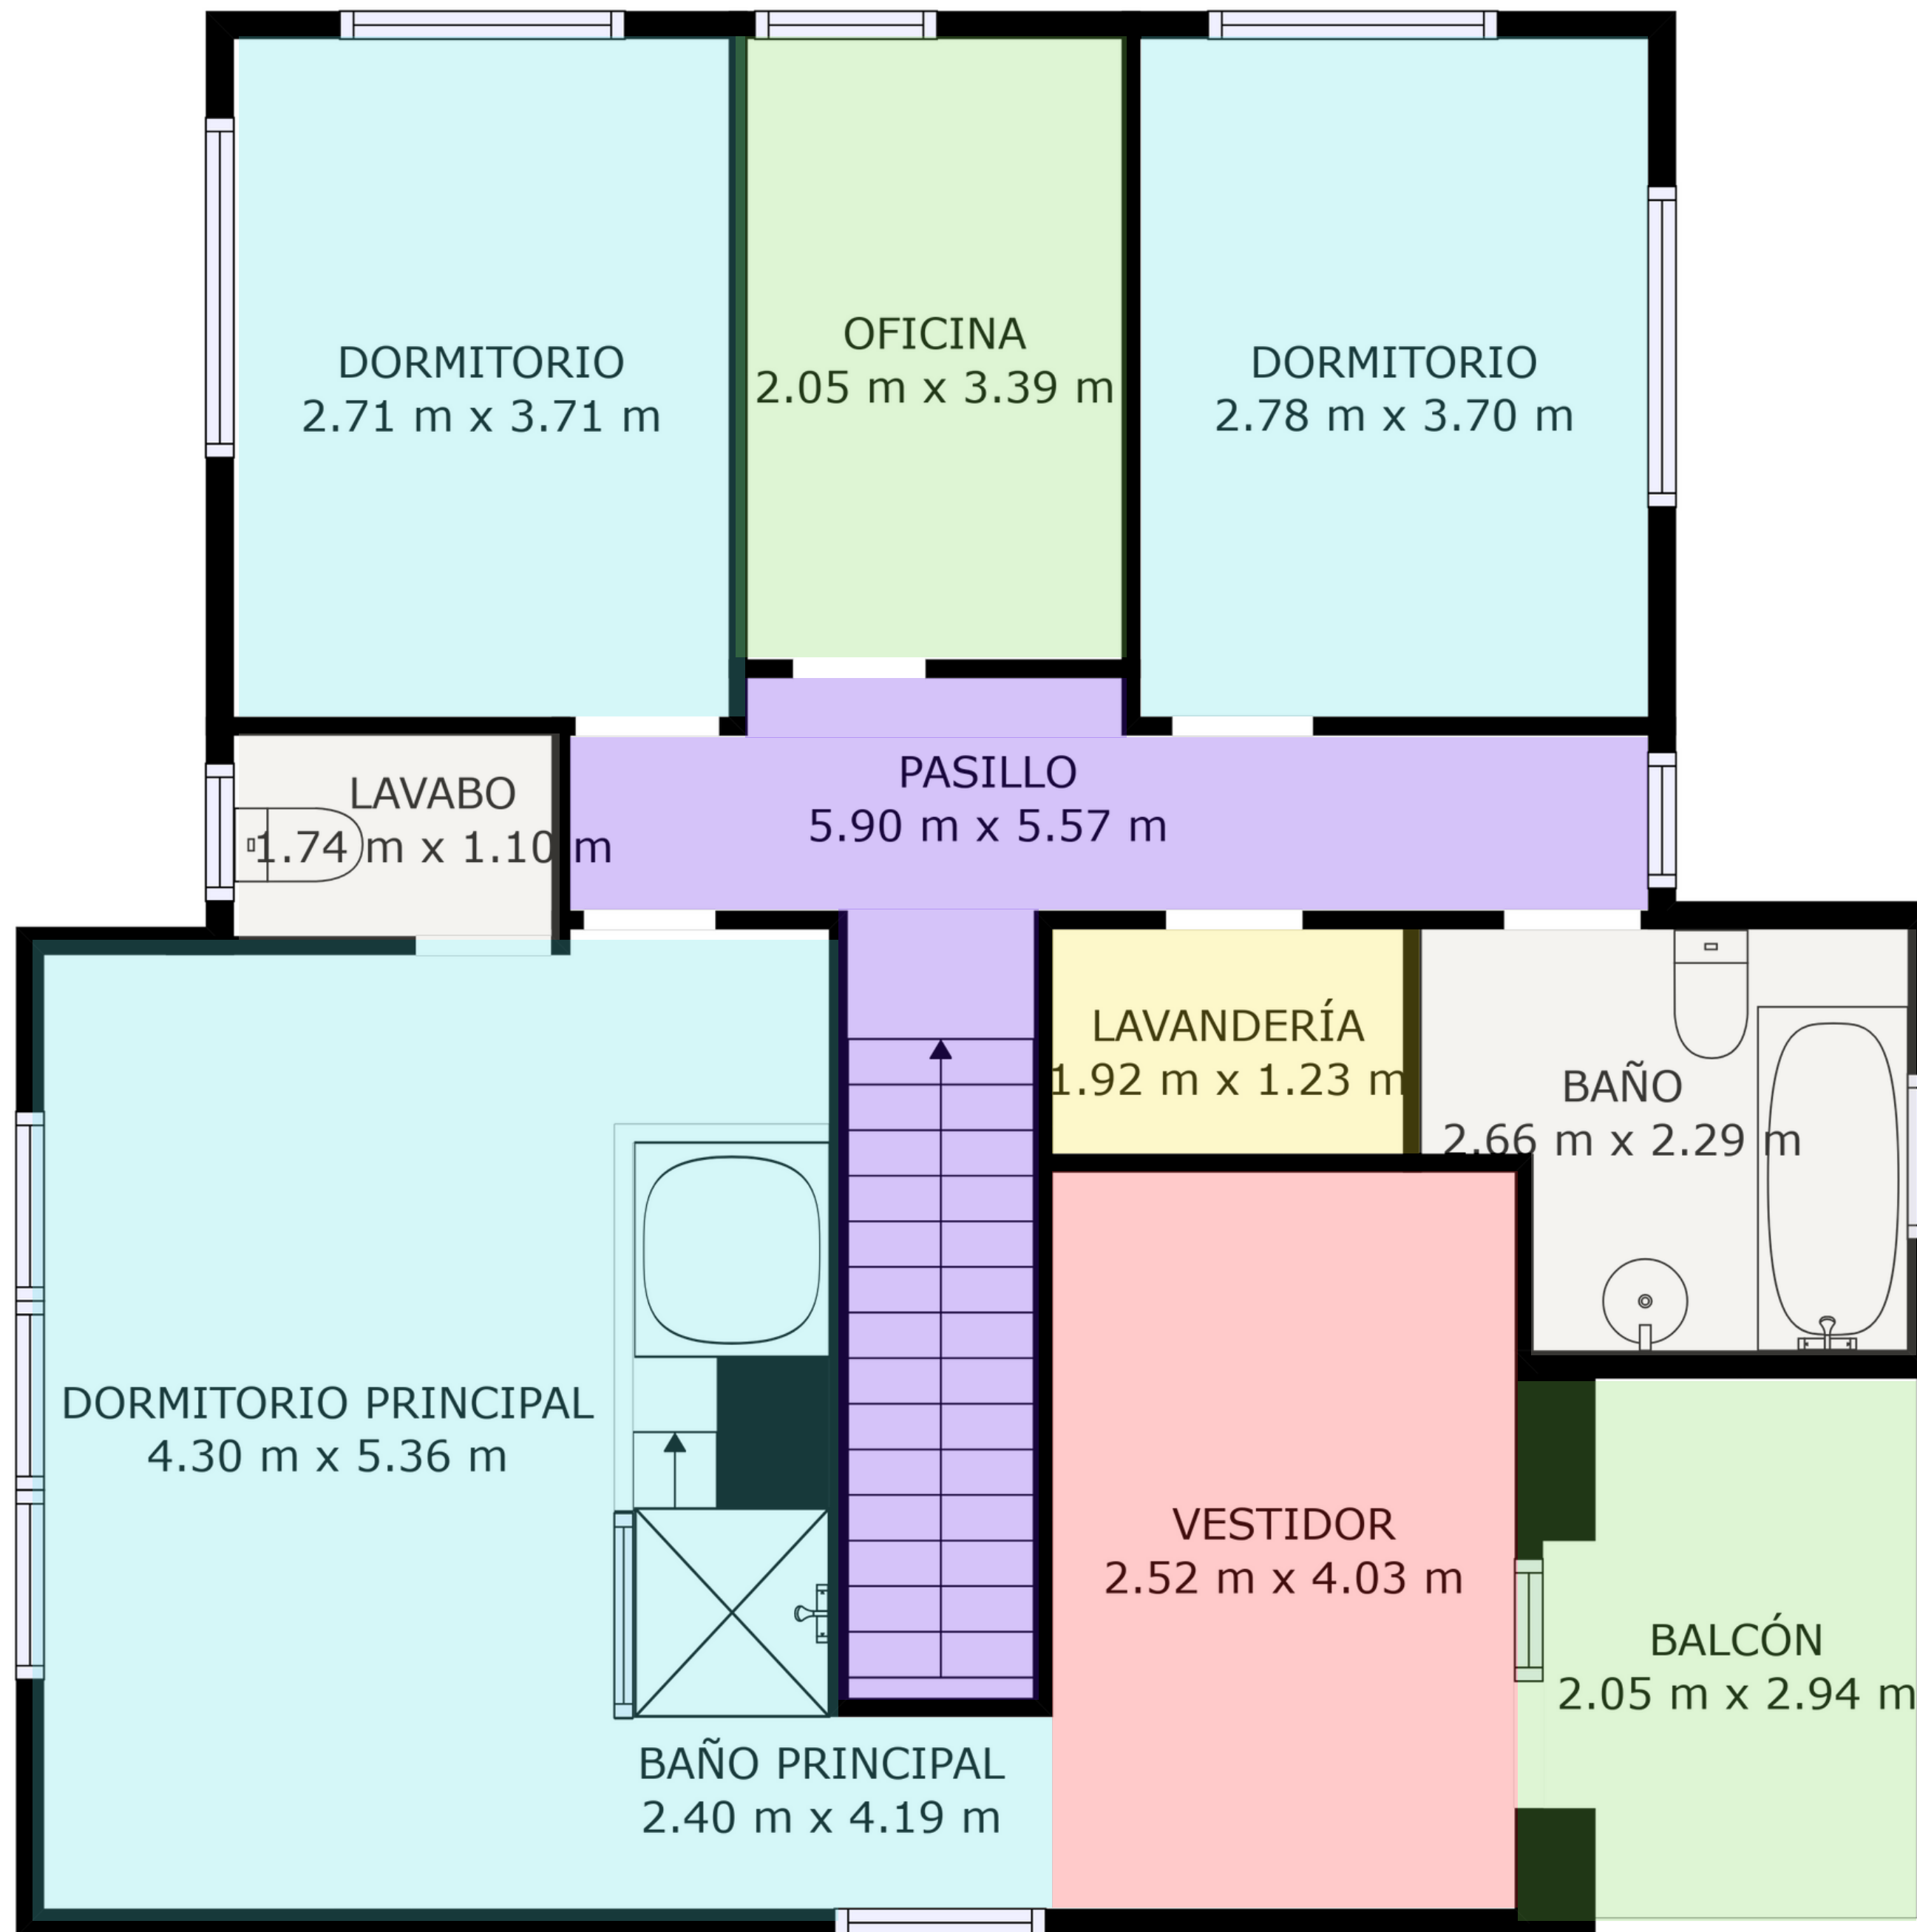 DORMITORIO
2.71 m x 3.71 m
OFICINA
2.05 m x 3.39 m
DORMITORIO
2.78 m x 3.70 m
LAVABO
1.74 m x 1.10 m
PASILLO
5.90 m x 5.57 m
LAVANDERÍA
1.92 m x 1.23 m
BAÑO
2.66 m x 2.29 m
DORMITORIO PRINCIPAL
4.30 m x 5.36 m
VESTIDOR
2.52 m x 4.03 m
BALCÓN
2.05 m x 2.94 m
BAÑO PRINCIPAL
2.40 m x 4.19 m